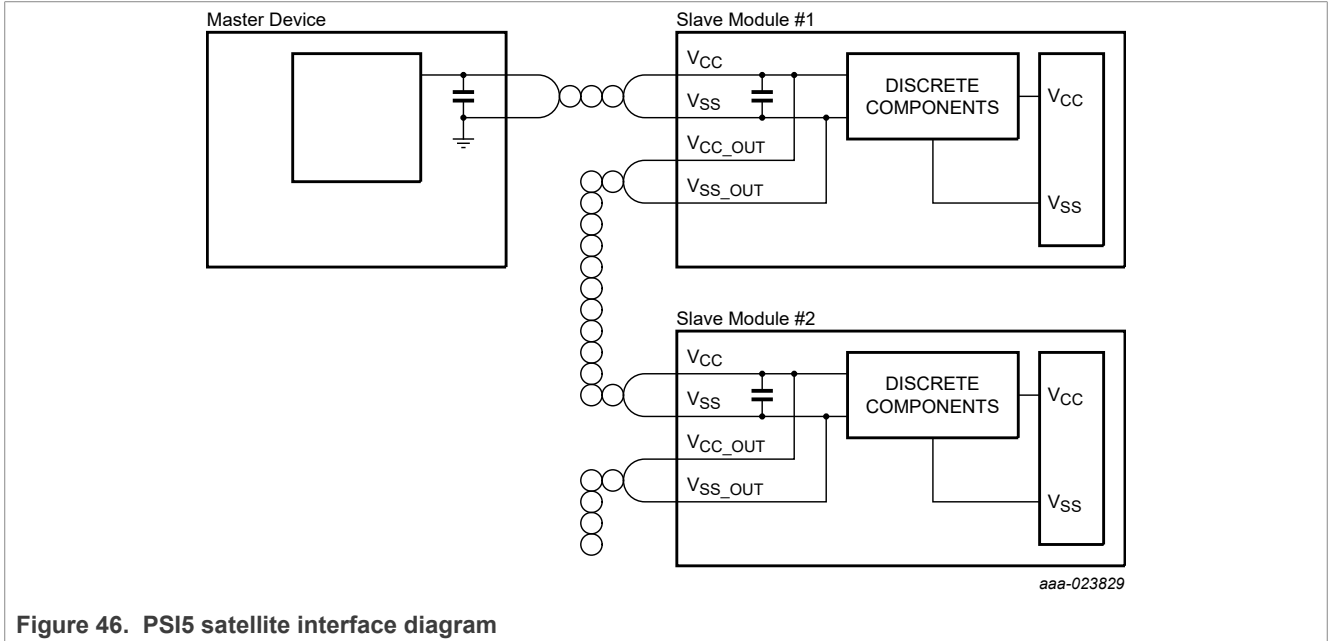 Master Device
Slave Module #1
VCC
VSS
VCC_OUT
VSS_OUT
DISCRETE
COMPONENTS
VCC
VSS
Slave Module #2
VCC
VSS
VCC_OUT
VSS_OUT
DISCRETE
COMPONENTS
VCC
VSS
aaa-023829
Figure 46. PSI5 satellite interface diagram